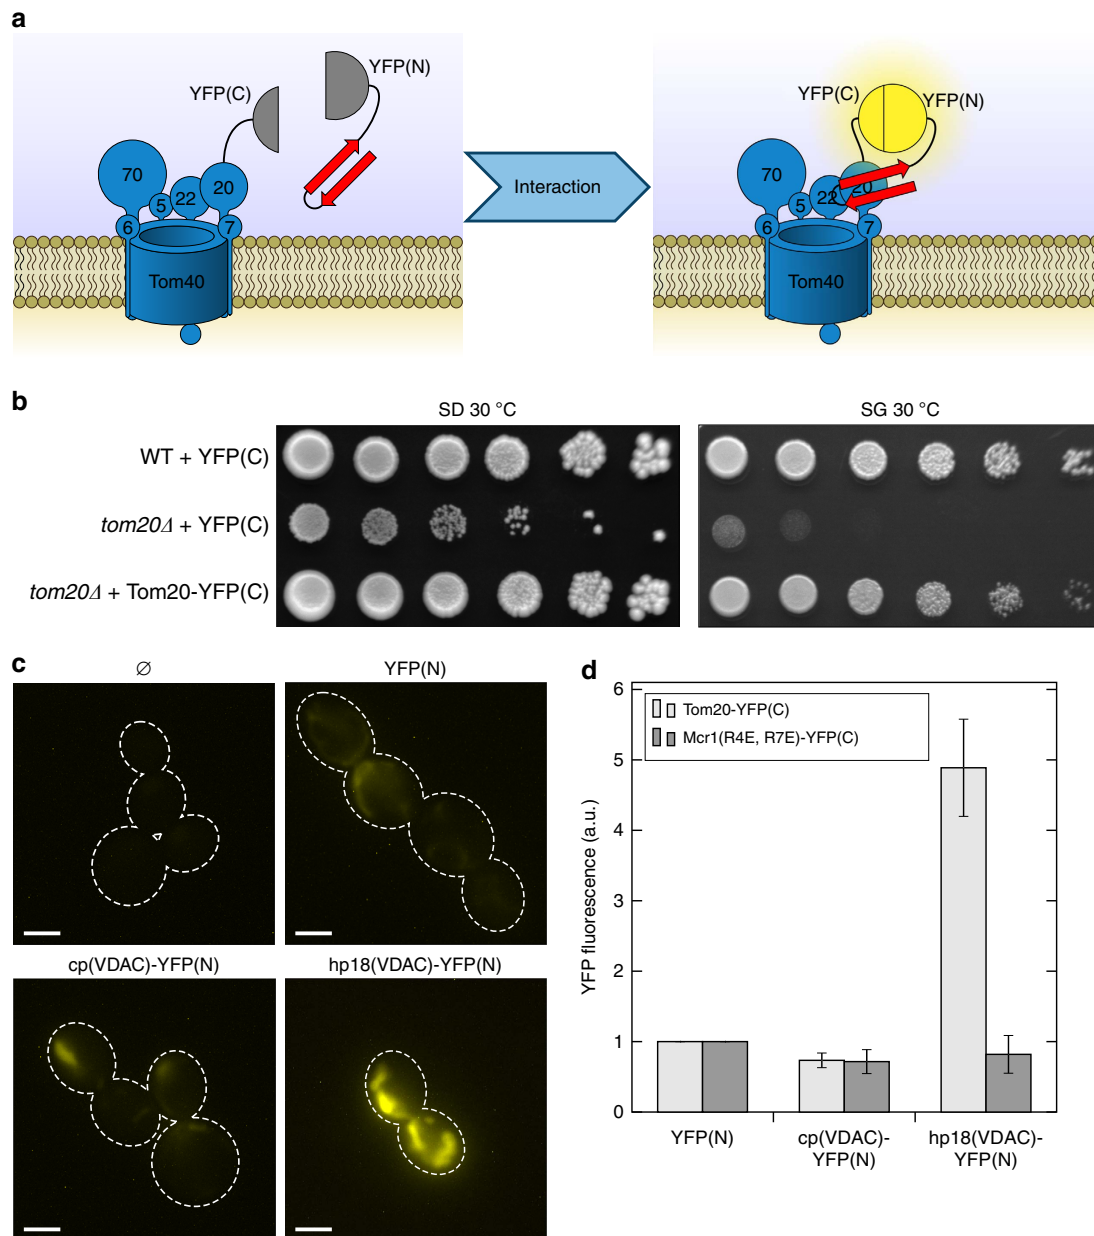 a
YFP(C)
YFP(N)
70
5
22
20
6
7
Tom40
Interaction
YFP(C)
YFP(N)
70
5
22
20
6
7
Tom40
b
SD 30 °C
SG 30 °C
WT + YFP(C)
tom20Δ + YFP(C)
tom20Δ + Tom20-YFP(C)
c
∅
YFP(N)
cp(VDAC)-YFP(N)
hp18(VDAC)-YFP(N)
d
6
5
4
3
2
1
0
YFP fluorescence (a.u.)
Tom20-YFP(C)
Mcr1(R4E, R7E)-YFP(C)
YFP(N)
cp(VDAC)-
YFP(N)
hp18(VDAC)-
YFP(N)